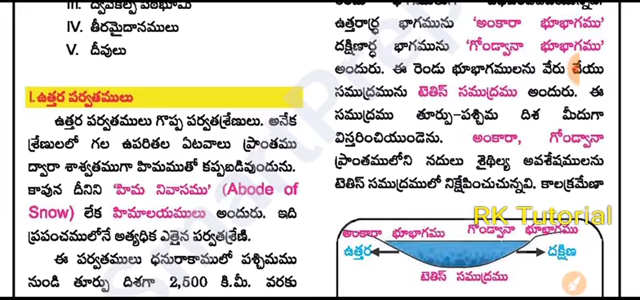 III. ద్వీపకల్ప పీఠభూమి
IV. తీరమైదానములు
V. దీవులు
I. ఉత్తర పర్వతములు
ఉత్తర పర్వతములు గొప్ప పర్వతశ్రేణులు. అనేక
శ్రేణులలో గల ఉపరితల ఏటవాలు ప్రాంతము
ద్వారా శాశ్వతముగా హిమముతో కప్పబడివుండును.
కావున దీనిని 'హిమ నివాసము' (Abode of
Snow) లేక హిమాలయములు అందురు. ఇది
ప్రపంచములోనే అత్యధిక ఎత్తైన పర్వతశ్రేణి.
ఈ పర్వతములు ధనురాకాములో పశ్చిమము
నుండి తూర్పు దిశగా 2,500 కి.మీ. వరకు
ఉత్తరార్థ భాగమును 'అంకారా భూభాగము'
దక్షిణార్థ భాగమును 'గోండ్వానా భూభాగము'
అందురు. ఈ రెండు భూభాగములను వేరు చేయు
సముద్రమును టెతిస్ సముద్రము అందురు. ఈ
సముద్రము తూర్పు-పశ్చిమ దిశ మీదుగా
విస్తరించియుండెను. అంకారా, గోండ్వానా
ప్రాంతములోని నదులు శైథిల్య అవశేషములను
టెతిస్ సముద్రములో నిక్షేపించుచున్నవి. కాలక్రమేణా
RK Tutorial
అంకారా భూభాగము గోండ్వానా భూభాగము
ఉత్తర దక్షిణ
టెతిస్ సముద్రము